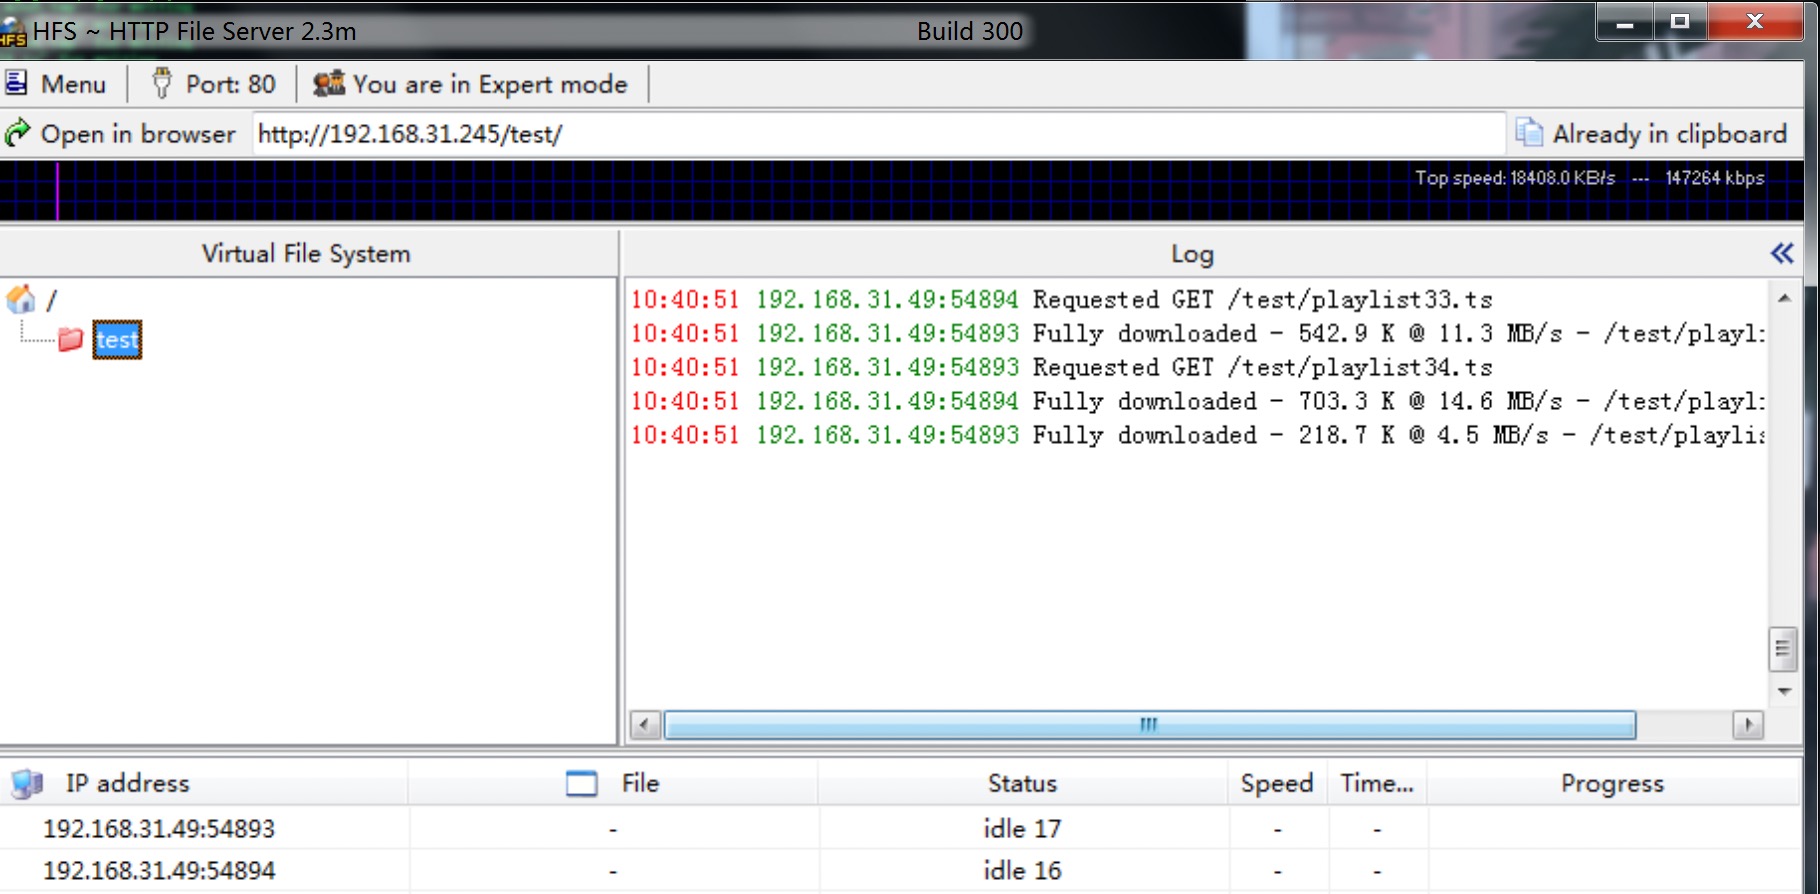 HFS ~ HTTP File Server 2.3m Build 300
Menu Port: 80 You are in Expert mode
Open in browser http://192.168.31.245/test/ Already in clipboard
Top speed: 18408.0 KB/s --- 147264 kbps
Virtual File System
/
test
Log
10:40:51 192.168.31.49:54894 Requested GET /test/playlist33.ts
10:40:51 192.168.31.49:54893 Fully downloaded - 542.9 K @ 11.3 MB/s - /test/playl
10:40:51 192.168.31.49:54893 Requested GET /test/playlist34.ts
10:40:51 192.168.31.49:54894 Fully downloaded - 703.3 K @ 14.6 MB/s - /test/playl
10:40:51 192.168.31.49:54893 Fully downloaded - 218.7 K @ 4.5 MB/s - /test/playlis
IP address File Status Speed Time... Progress
192.168.31.49:54893 - idle 17 - -
192.168.31.49:54894 - idle 16 - -